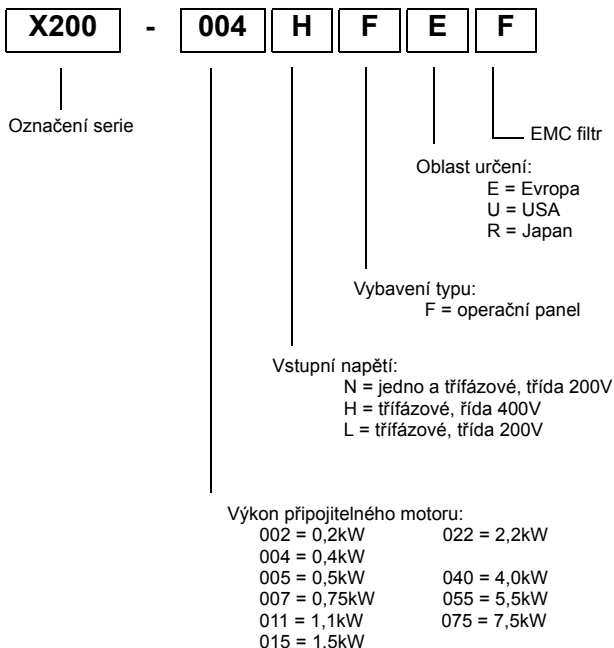 X200 - 004 H F E F
Označení serie
EMC filtr
Oblast určení:
E = Evropa
U = USA
R = Japan
Vybavení typu:
F = operační panel
Vstupní napětí:
N = jedno a třífázové, třída 200V
H = třífázové, řída 400V
L = třífázové, třída 200V
Výkon připojitelného motoru:
002 = 0,2kW 022 = 2,2kW
004 = 0,4kW
005 = 0,5kW 040 = 4,0kW
007 = 0,75kW 055 = 5,5kW
011 = 1,1kW 075 = 7,5kW
015 = 1,5kW